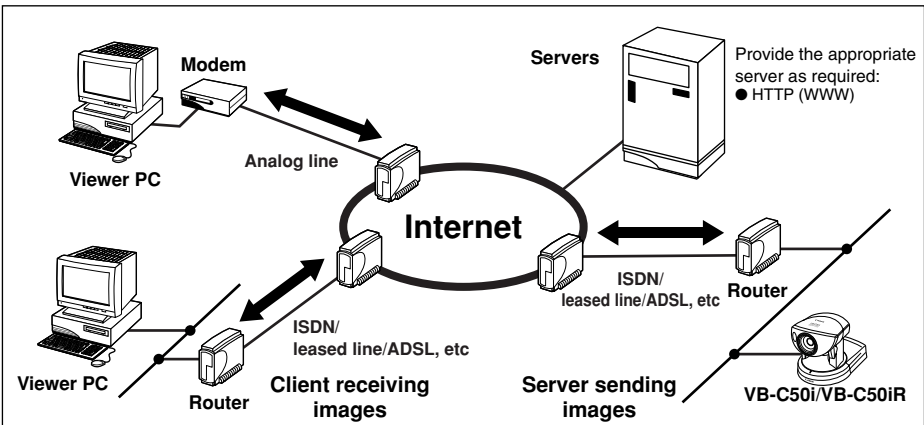 Modem
Viewer PC
Analog line
Servers
Provide the appropriate
server as required:
● HTTP (WWW)
Internet
Viewer PC
Router
ISDN/
leased line/ADSL, etc
Client receiving
images
ISDN/
leased line/ADSL, etc
Router
Server sending
images
VB-C50i/VB-C50iR